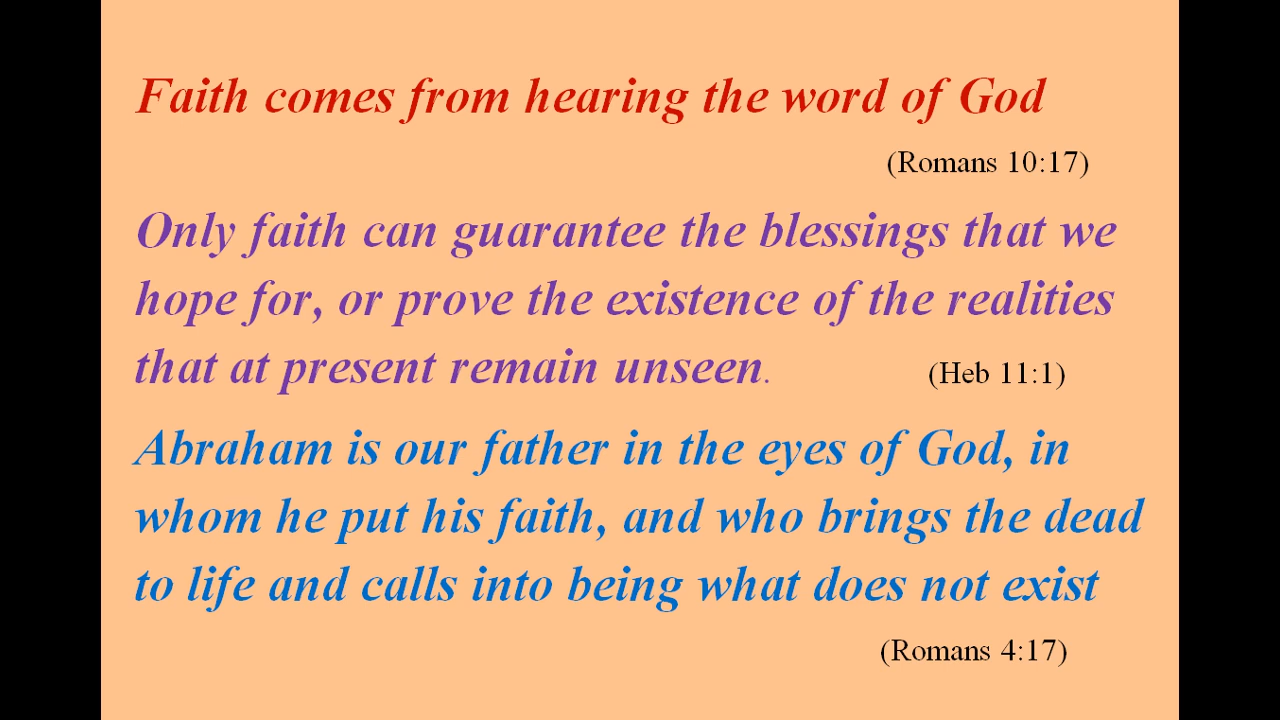 Faith comes from hearing the word of God
(Romans 10:17)
Only faith can guarantee the blessings that we
hope for, or prove the existence of the realities
that at present remain unseen. (Heb 11:1)
Abraham is our father in the eyes of God, in
whom he put his faith, and who brings the dead
to life and calls into being what does not exist
(Romans 4:17)